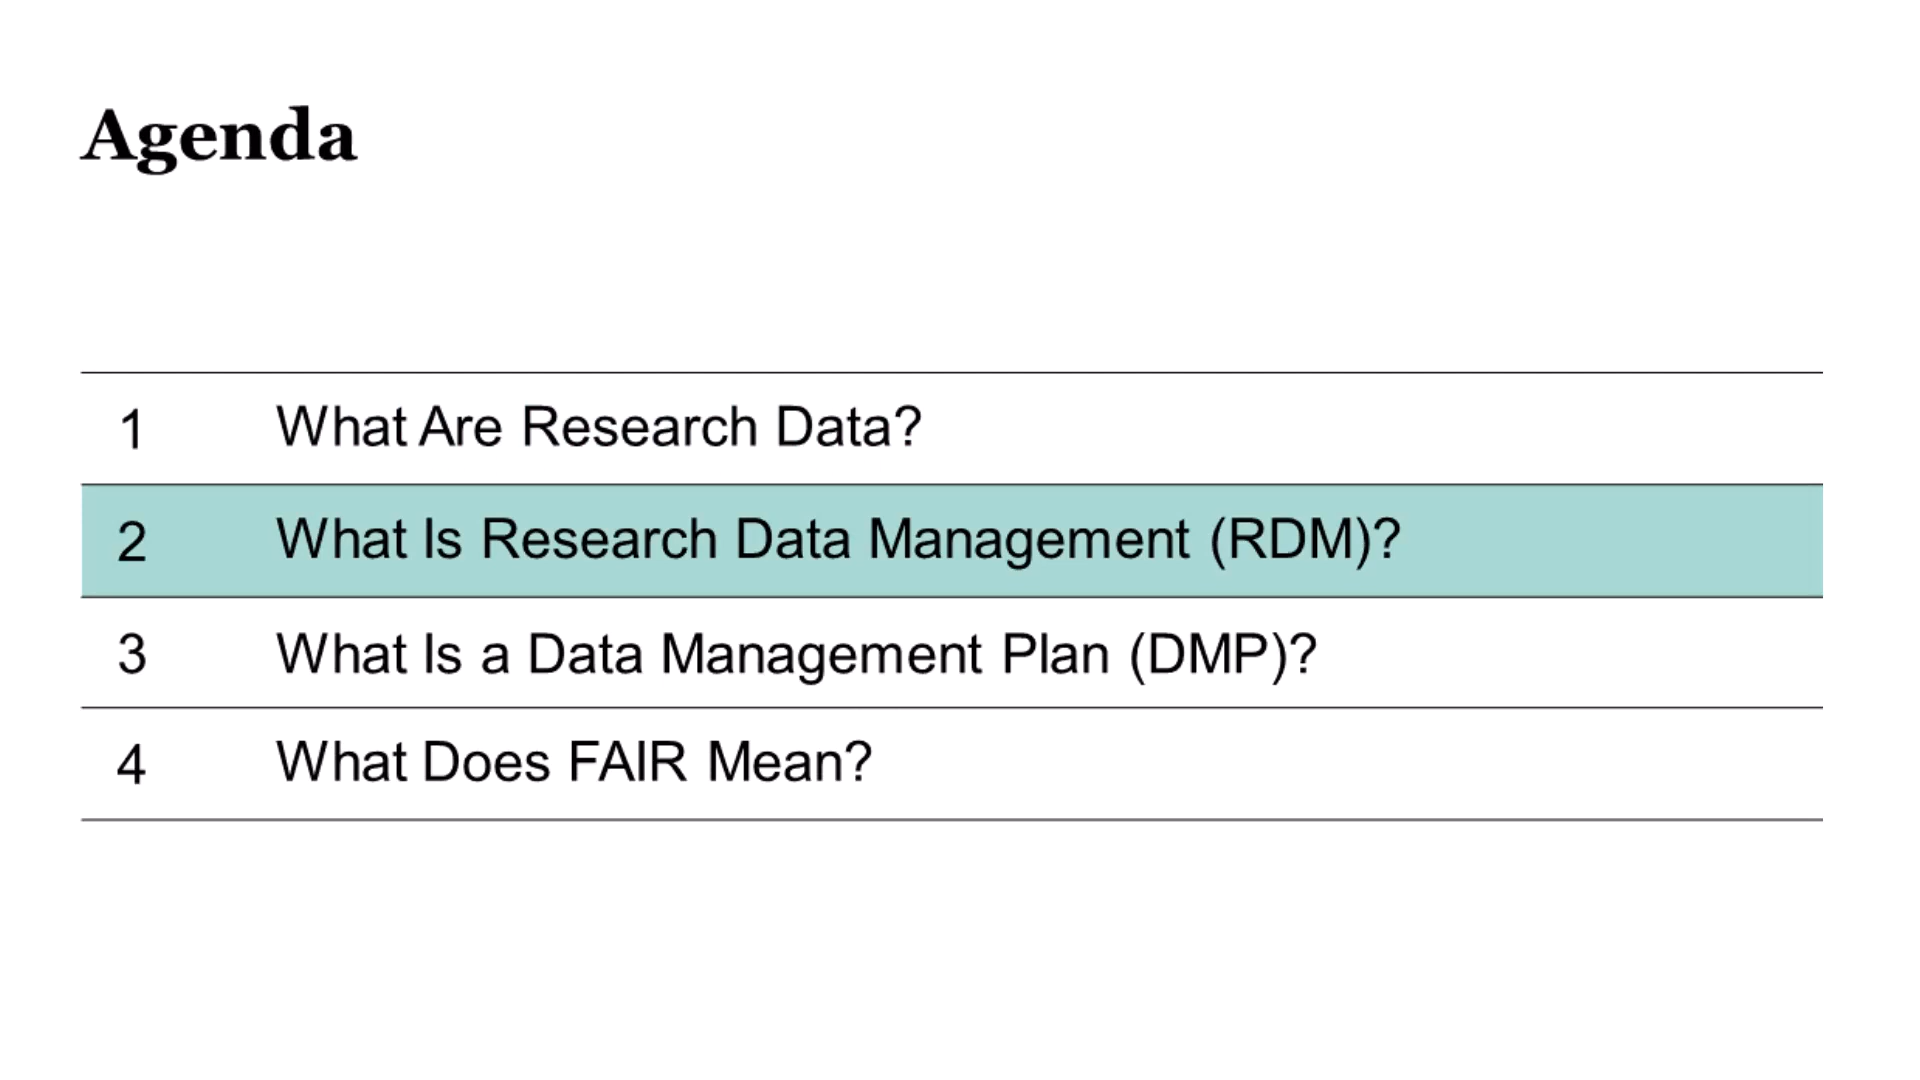 Agenda
1 What Are Research Data?
2 What Is Research Data Management (RDM)?
3 What Is a Data Management Plan (DMP)?
4 What Does FAIR Mean?